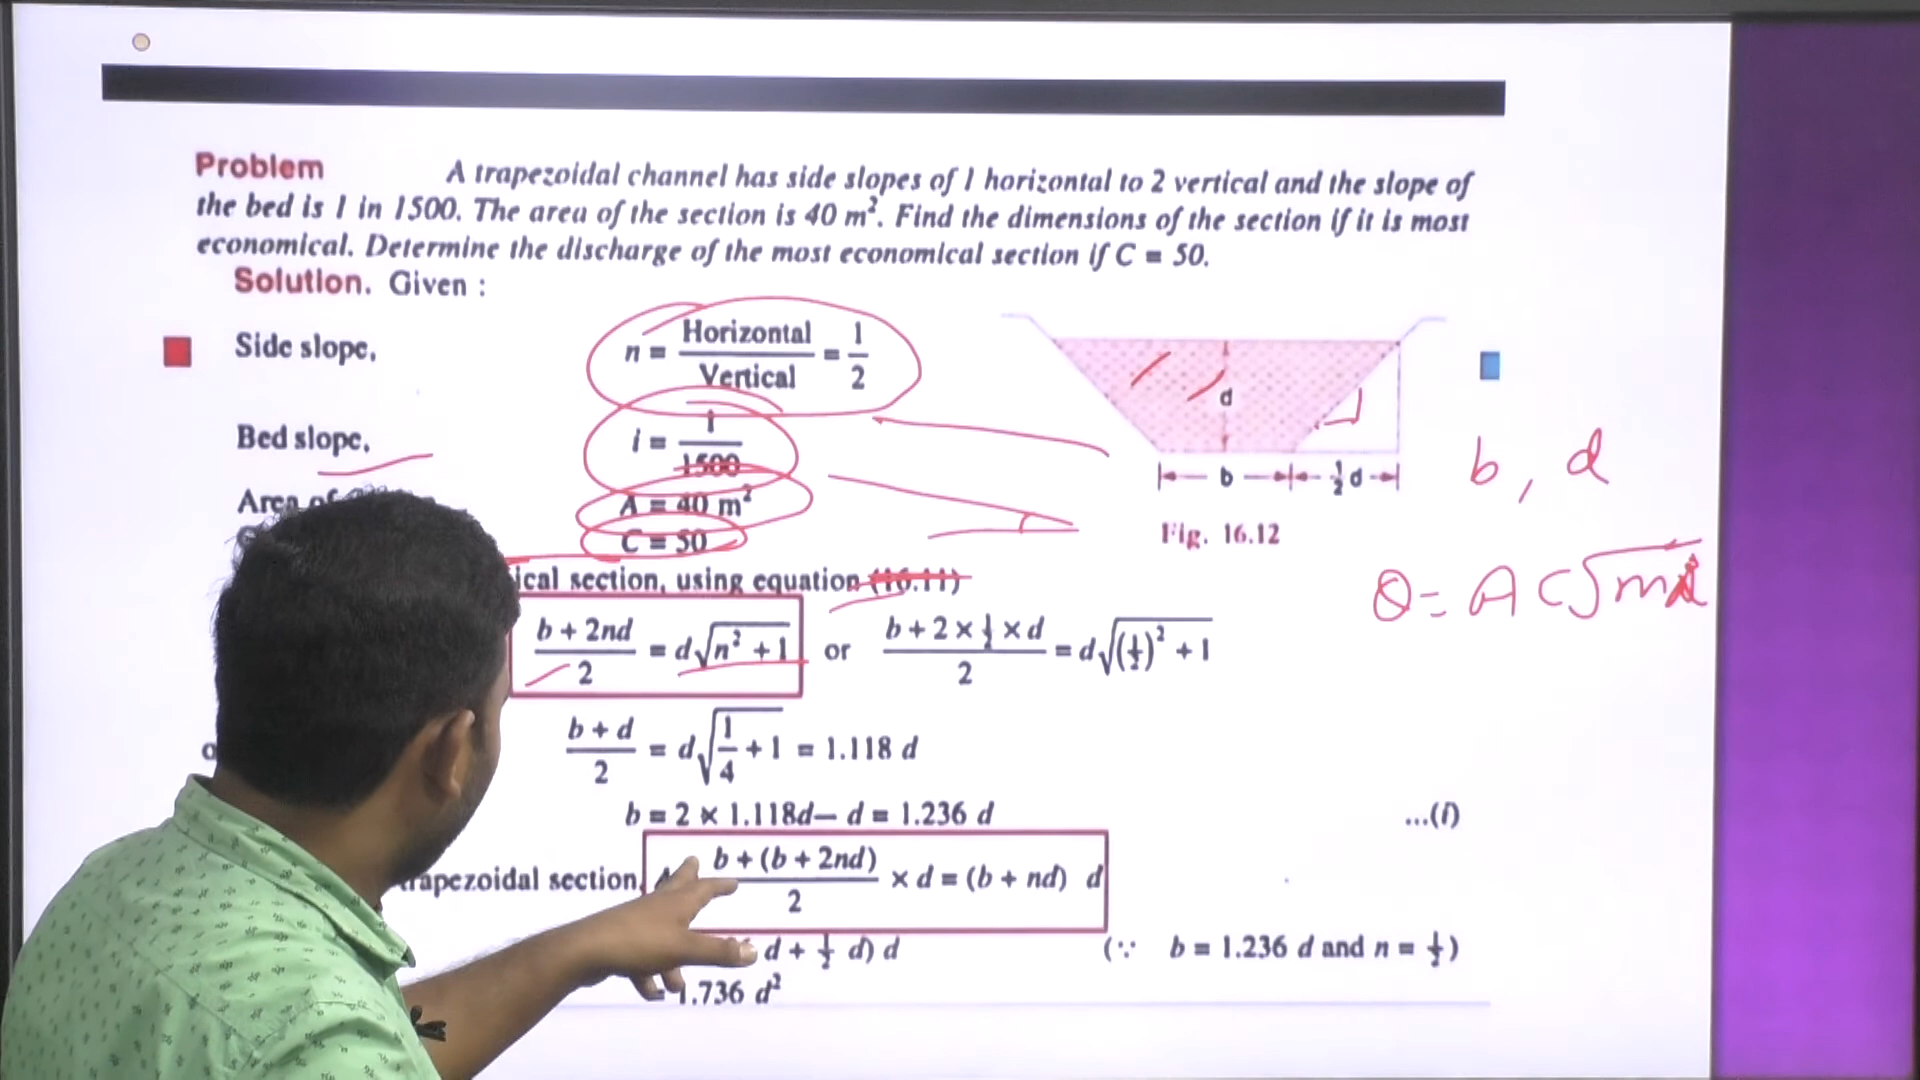 Problem A trapezoidal channel has side slopes of 1 horizontal to 2 vertical and the slope of
the bed is 1 in 1500. The area of the section is 40 m². Find the dimensions of the section if it is most
economical. Determine the discharge of the most economical section if C = 50.
Solution. Given :
Side slope, n = Horizontal / Vertical = 1/2
Bed slope, i = 1/1500
Area of A = 40 m²
C = 50
d
b ½ d
Fig. 16.12
b, d
Q = A C √m
ical section, using equation (16.11)
(b + 2nd)/2 = d√(n² + 1) or (b + 2 × ½ × d)/2 = d√((½)² + 1)
(b + d)/2 = d√(1/4 + 1) = 1.118 d
b = 2 × 1.118d – d = 1.236 d ...(i)
trapezoidal section, (b + (b + 2nd))/2 × d = (b + nd) d
d + ½ d) d (∵ b = 1.236 d and n = ½)
= 1.736 d²